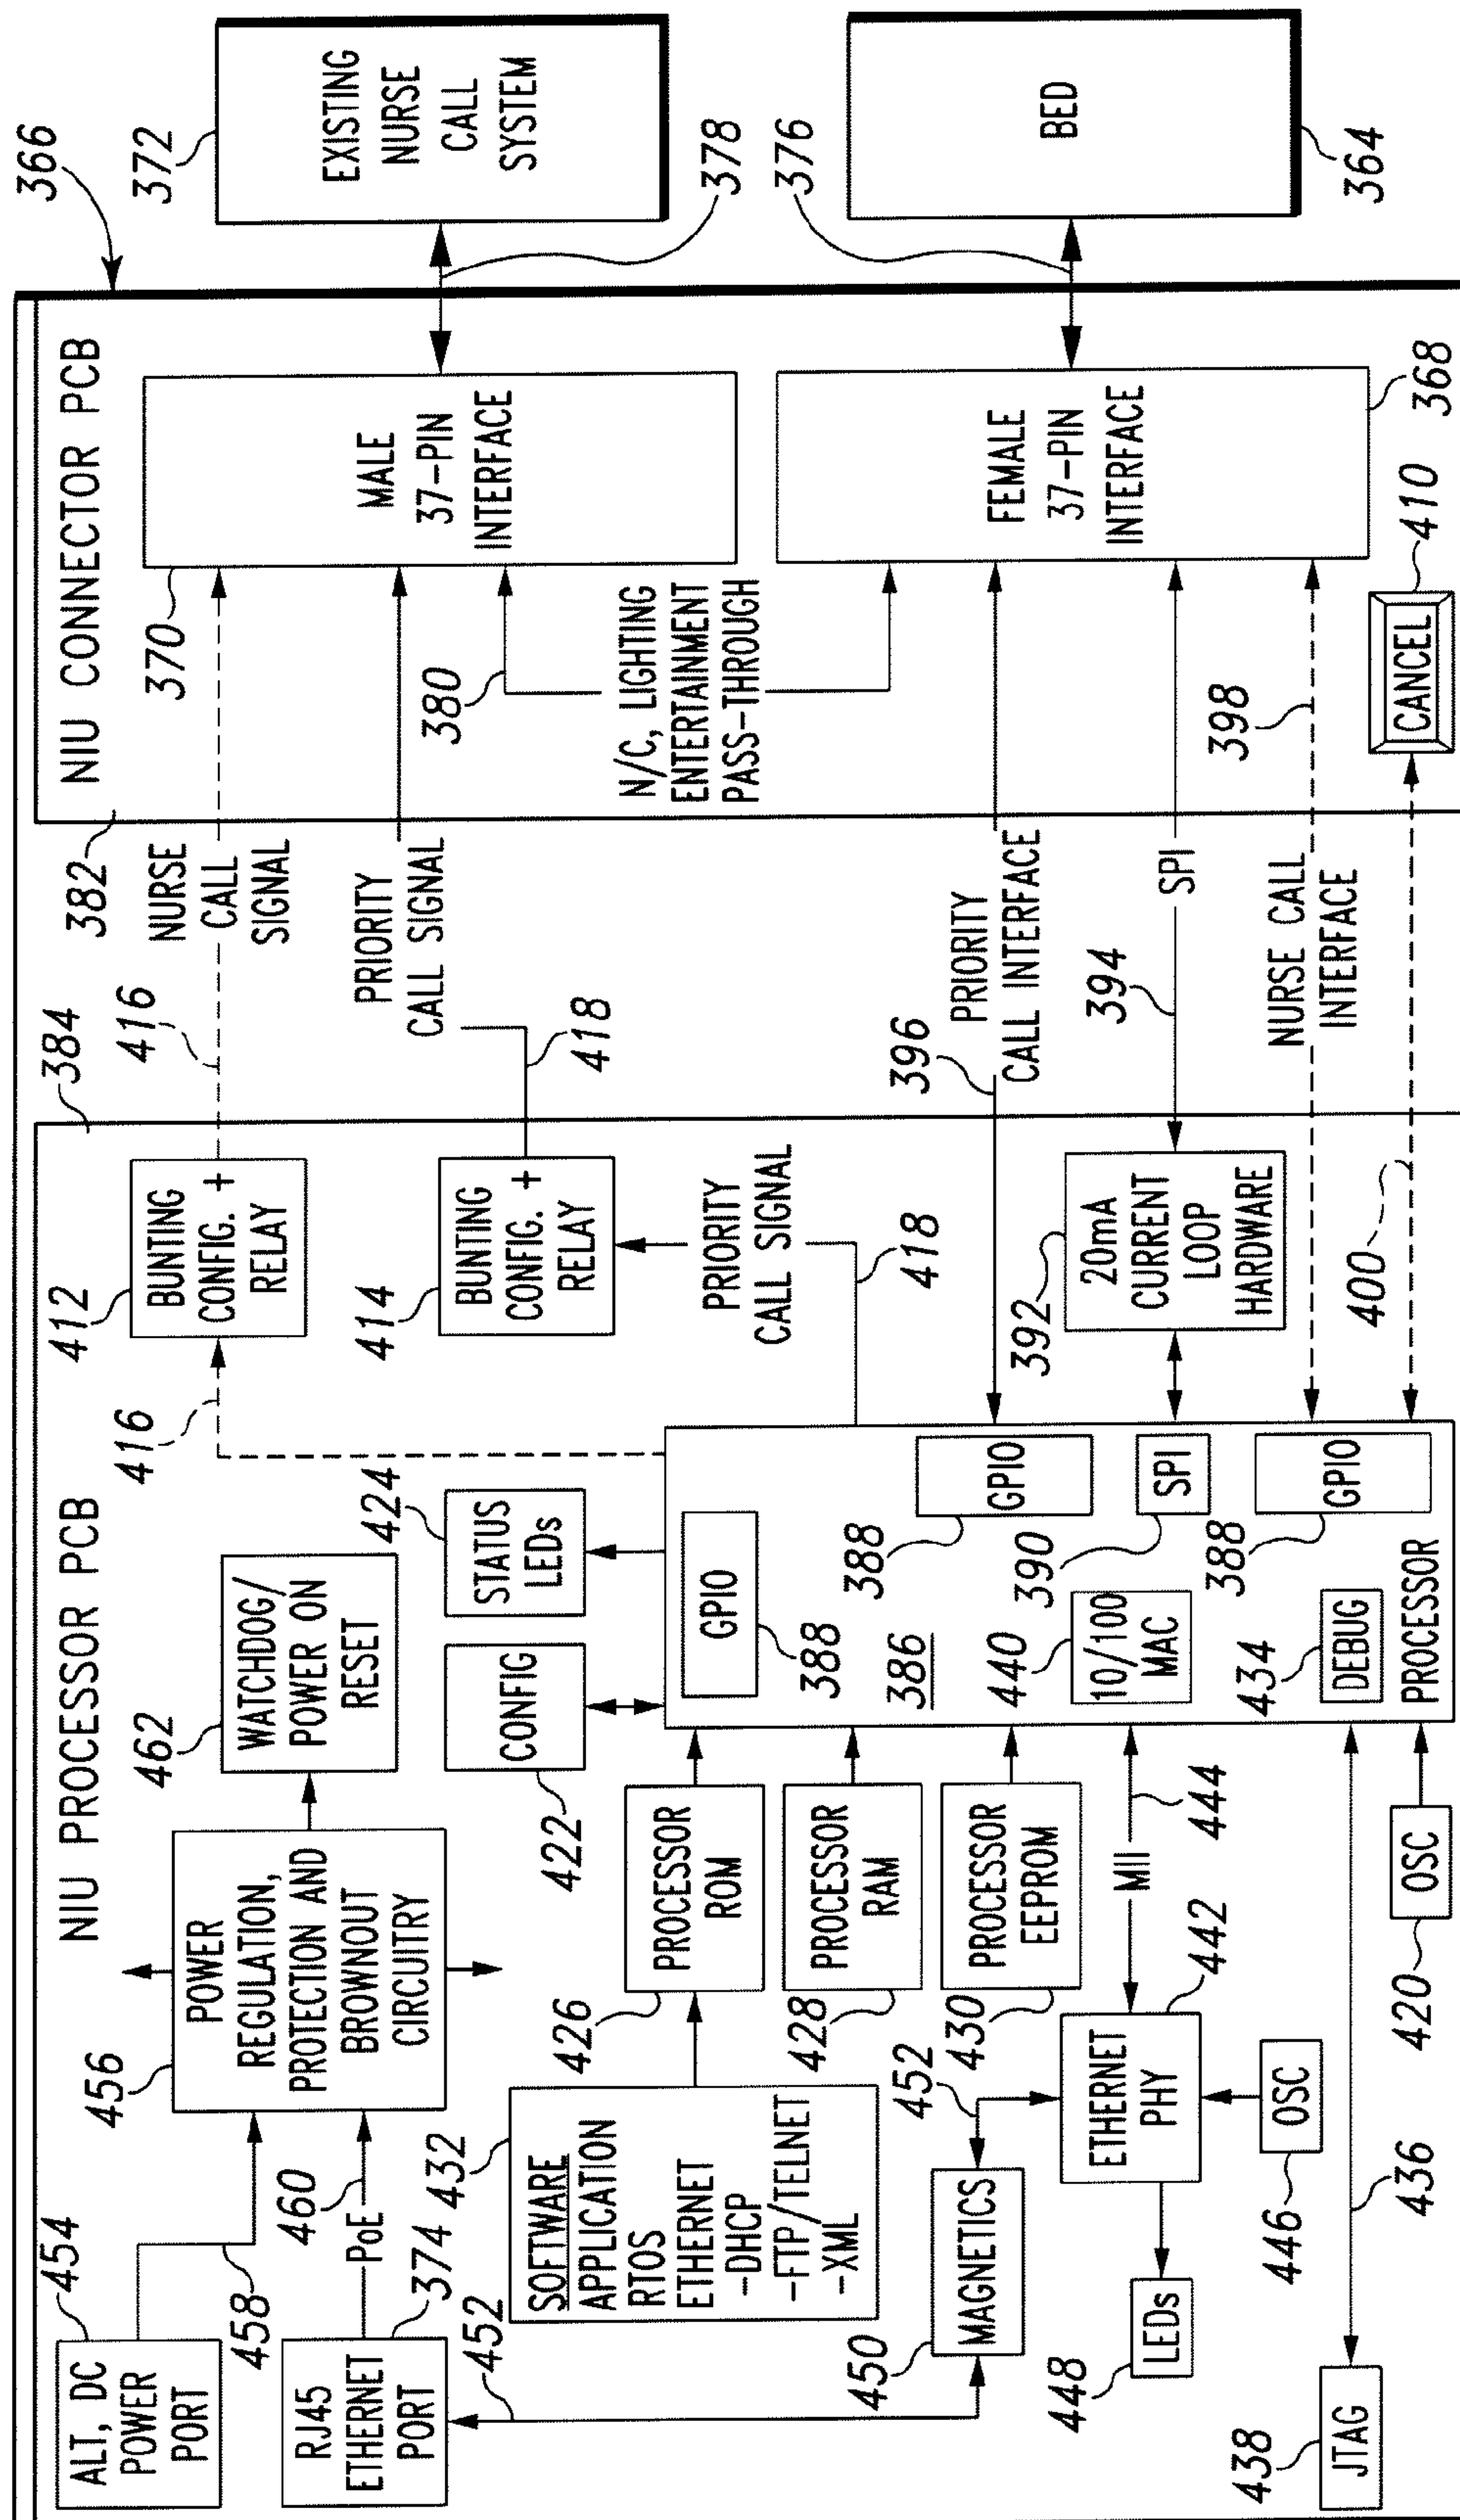 366
NIU PROCESSOR PCB
384
382
NIU CONNECTOR PCB
454
ALT, DC
POWER
PORT
458
456
POWER
REGULATION,
PROTECTION AND
BROWNOUT
CIRCUITRY
462
WATCHDOG/
POWER ON
RESET
416
412
BUNTING
CONFIG. +
RELAY
416
NURSE
CALL
SIGNAL
370
MALE
37-PIN
INTERFACE
378
372
EXISTING
NURSE
CALL
SYSTEM
RJ45
ETHERNET
PORT
374
PoE
460
432
SOFTWARE
APPLICATION
RTOS
ETHERNET
-DHCP
-FTP/TELNET
-XML
426
PROCESSOR
ROM
422
CONFIG
424
STATUS
LEDs
414
BUNTING
CONFIG. +
RELAY
418
PRIORITY
CALL SIGNAL
PRIORITY
CALL SIGNAL
418
380
N/C, LIGHTING
ENTERTAINMENT
PASS-THROUGH
452
428
PROCESSOR
RAM
430
PROCESSOR
EEPROM
GPIO
388
386
388
GPIO
396
PRIORITY
CALL INTERFACE
FEMALE
37-PIN
INTERFACE
368
376
BED
364
450
MAGNETICS
452
442
ETHERNET
PHY
MII
444
440
10/100
MAC
390
SPI
392
20mA
CURRENT
LOOP
HARDWARE
394
SPI
448
LEDs
446
OSC
434
DEBUG
388
GPIO
PROCESSOR
NURSE CALL
INTERFACE
398
438
JTAG
436
420
OSC
400
CANCEL
410